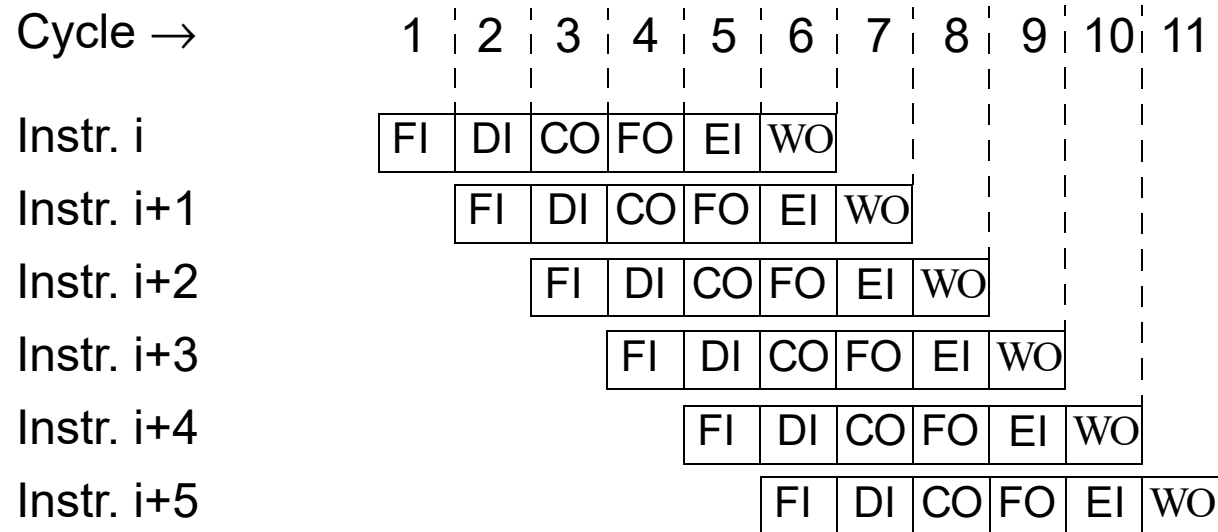 Cycle → 1 2 3 4 5 6 7 8 9 10 11
Instr. i FI DI CO FO EI WO
Instr. i+1 FI DI CO FO EI WO
Instr. i+2 FI DI CO FO EI WO
Instr. i+3 FI DI CO FO EI WO
Instr. i+4 FI DI CO FO EI WO
Instr. i+5 FI DI CO FO EI WO